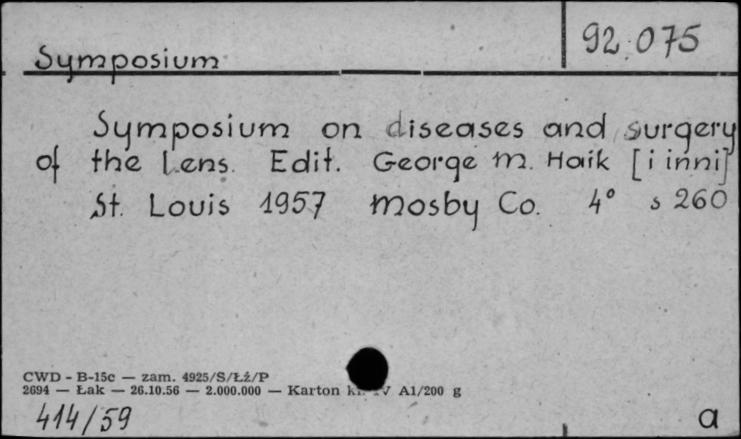 92.075
Symposium
Symposium on diseases and surgery
of the Lens. Edit. George M. Haik [i inni]
St. Louis 1957 Mosby Co. 4° s 260
CWD - B-15c — zam. 4925/S/Łż/P
2694 — Łak — 26.10.56 — 2.000.000 — Karton kl. IV A1/200 g
414/59
a